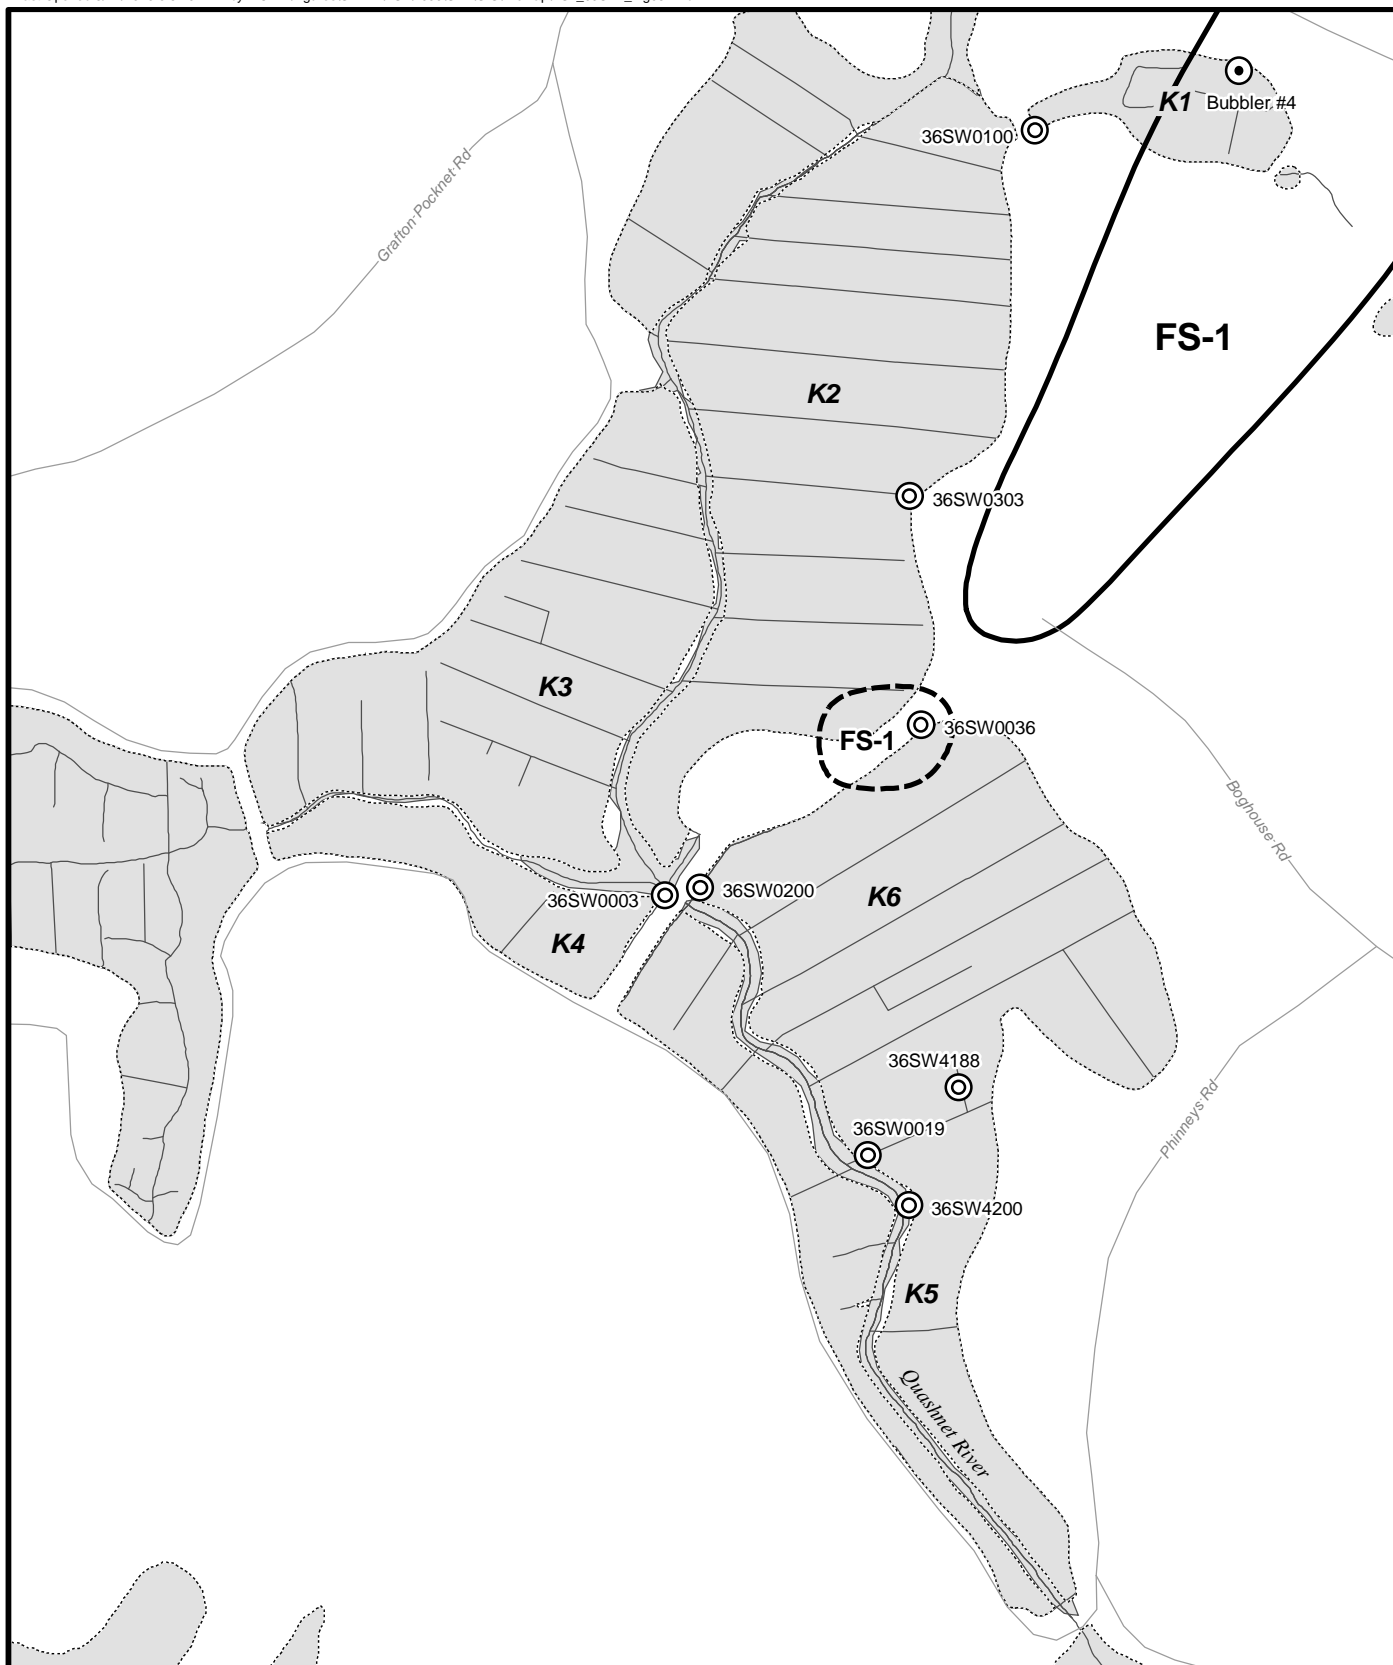 K1
Bubbler #4
36SW0100
Grafton Pocknet Rd
FS-1
K2
36SW0303
K3
36SW0036
FS-1
Boghouse Rd
36SW0003
36SW0200
K6
K4
36SW4188
Phinneys Rd
36SW0019
36SW4200
K5
Quashnet River